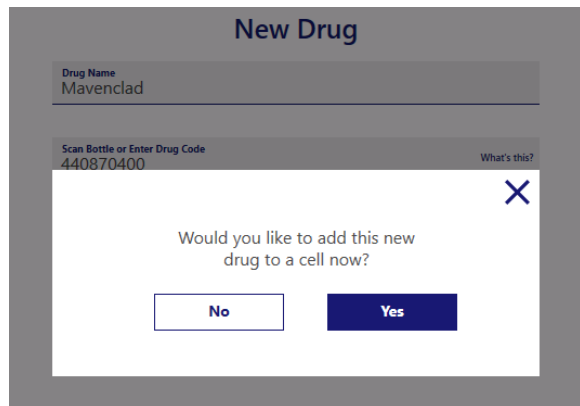 New Drug
Drug Name
Mavenclad
Scan Bottle or Enter Drug Code
440870400
What's this?
Would you like to add this new
drug to a cell now?
No
Yes